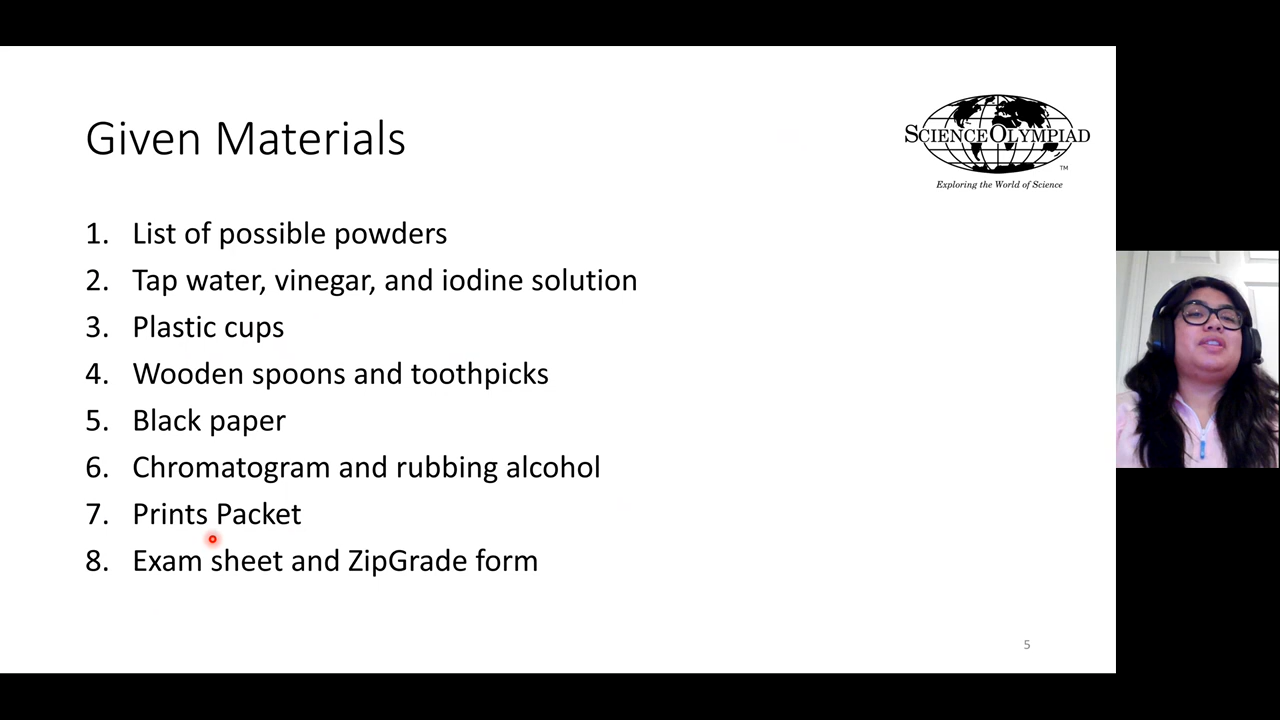 Given Materials
SCIENCE OLYMPIAD
TM
Exploring the World of Science
1. List of possible powders
2. Tap water, vinegar, and iodine solution
3. Plastic cups
4. Wooden spoons and toothpicks
5. Black paper
6. Chromatogram and rubbing alcohol
7. Prints Packet
8. Exam sheet and ZipGrade form
5